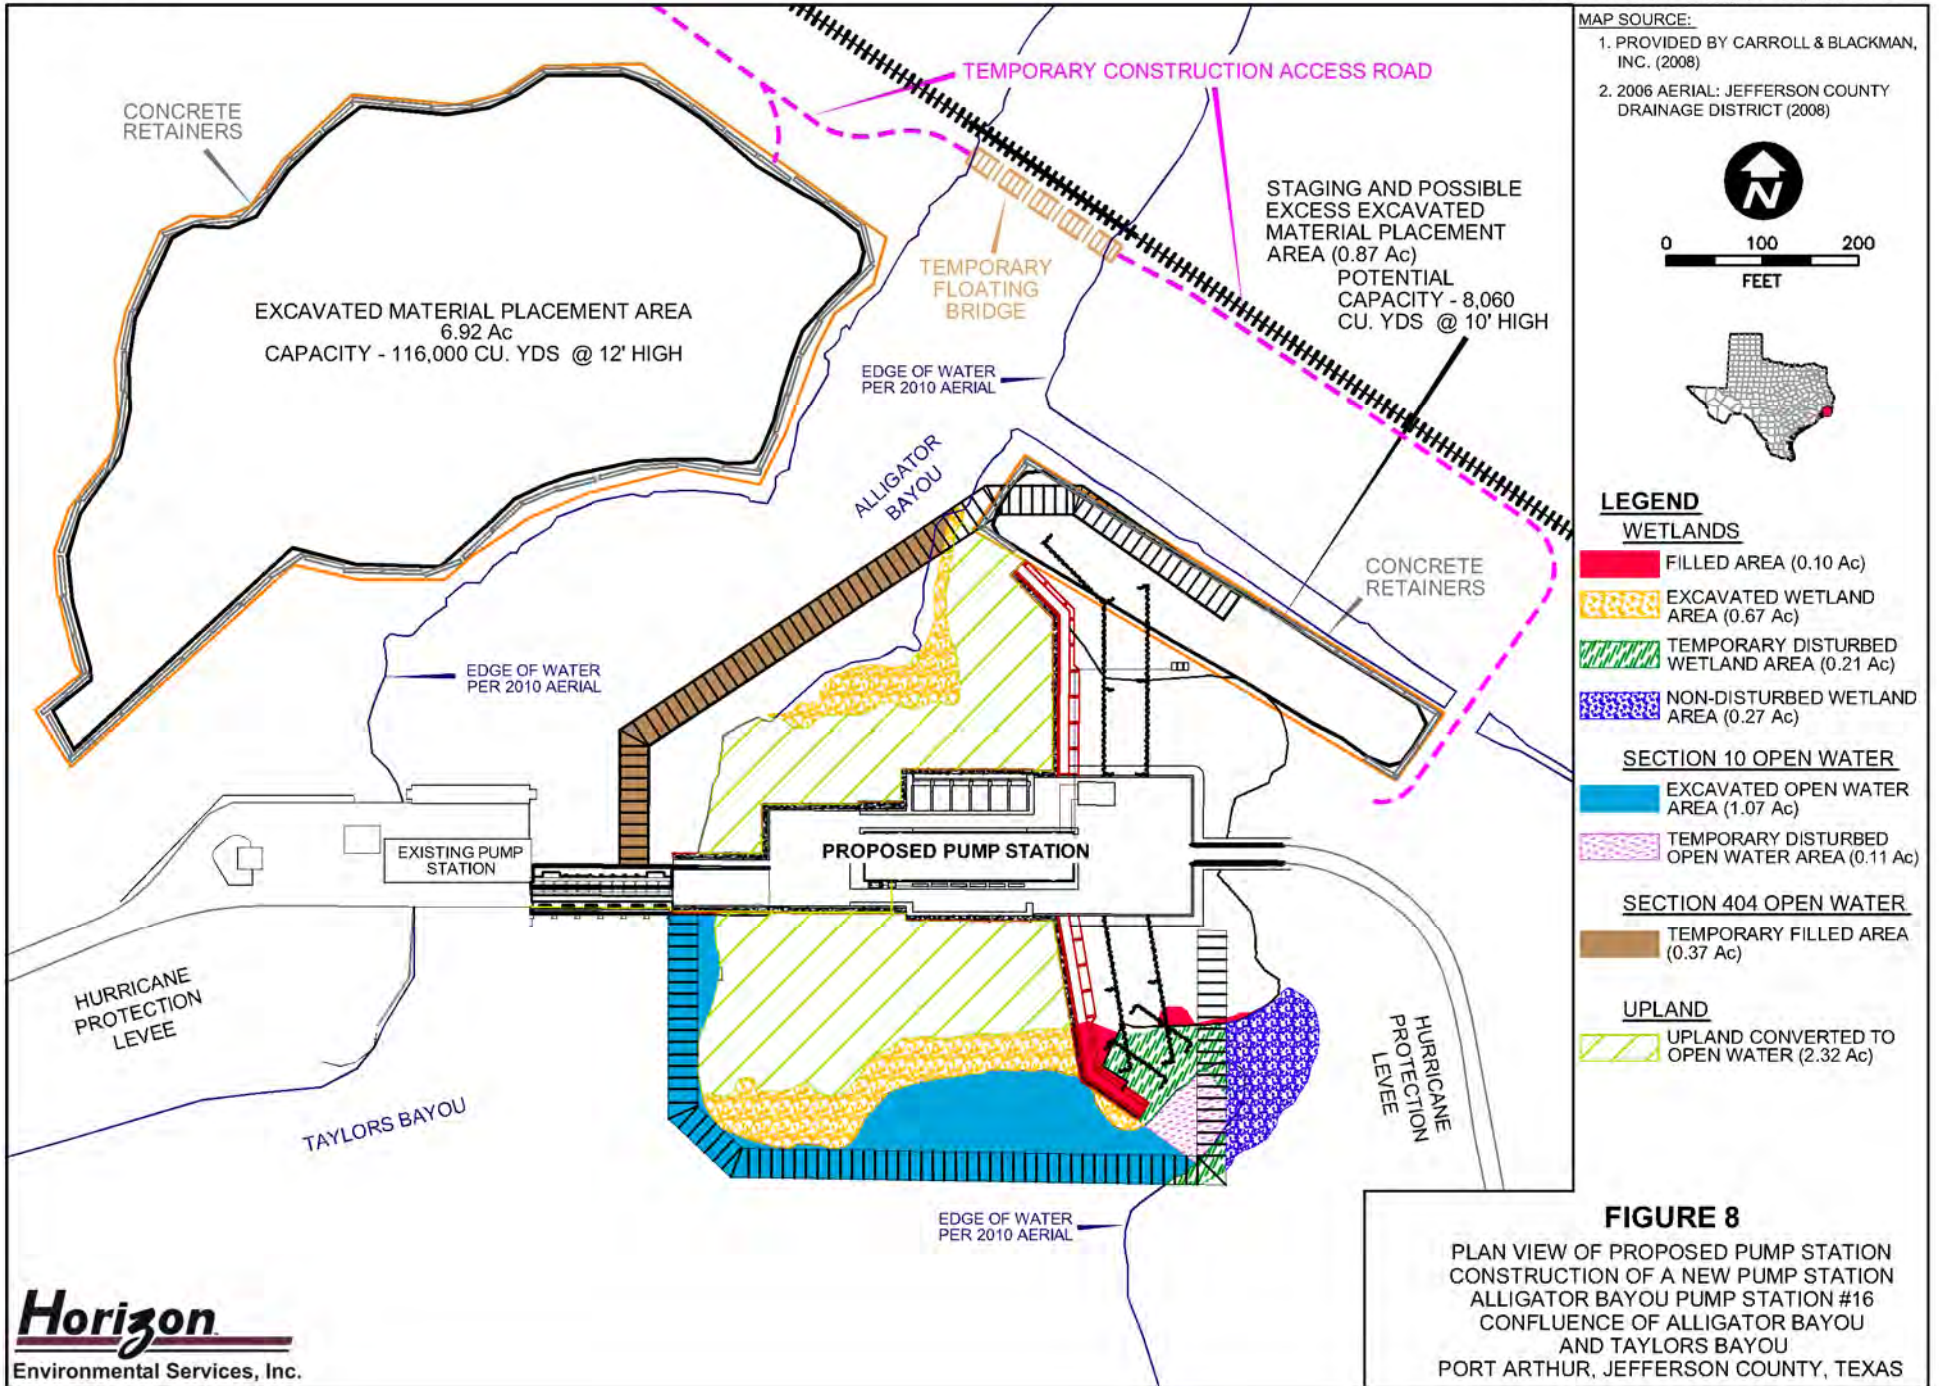 MAP SOURCE:
1. PROVIDED BY CARROLL & BLACKMAN,
INC. (2008)
2. 2006 AERIAL: JEFFERSON COUNTY
DRAINAGE DISTRICT (2008)
N
0 100 200
FEET
LEGEND
WETLANDS
FILLED AREA (0.10 Ac)
EXCAVATED WETLAND
AREA (0.67 Ac)
TEMPORARY DISTURBED
WETLAND AREA (0.21 Ac)
NON-DISTURBED WETLAND
AREA (0.27 Ac)
SECTION 10 OPEN WATER
EXCAVATED OPEN WATER
AREA (1.07 Ac)
TEMPORARY DISTURBED
OPEN WATER AREA (0.11 Ac)
SECTION 404 OPEN WATER
TEMPORARY FILLED AREA
(0.37 Ac)
UPLAND
UPLAND CONVERTED TO
OPEN WATER (2.32 Ac)
TEMPORARY CONSTRUCTION ACCESS ROAD
CONCRETE
RETAINERS
STAGING AND POSSIBLE
EXCESS EXCAVATED
MATERIAL PLACEMENT
AREA (0.87 Ac)
POTENTIAL
CAPACITY - 8,060
CU. YDS @ 10' HIGH
TEMPORARY
FLOATING
BRIDGE
EXCAVATED MATERIAL PLACEMENT AREA
6.92 Ac
CAPACITY - 116,000 CU. YDS @ 12' HIGH
EDGE OF WATER
PER 2010 AERIAL
ALLIGATOR
BAYOU
CONCRETE
RETAINERS
EDGE OF WATER
PER 2010 AERIAL
EXISTING PUMP
STATION
PROPOSED PUMP STATION
HURRICANE
PROTECTION
LEVEE
HURRICANE
PROTECTION
LEVEE
TAYLORS BAYOU
EDGE OF WATER
PER 2010 AERIAL
Horizon
Environmental Services, Inc.
FIGURE 8
PLAN VIEW OF PROPOSED PUMP STATION
CONSTRUCTION OF A NEW PUMP STATION
ALLIGATOR BAYOU PUMP STATION #16
CONFLUENCE OF ALLIGATOR BAYOU
AND TAYLORS BAYOU
PORT ARTHUR, JEFFERSON COUNTY, TEXAS